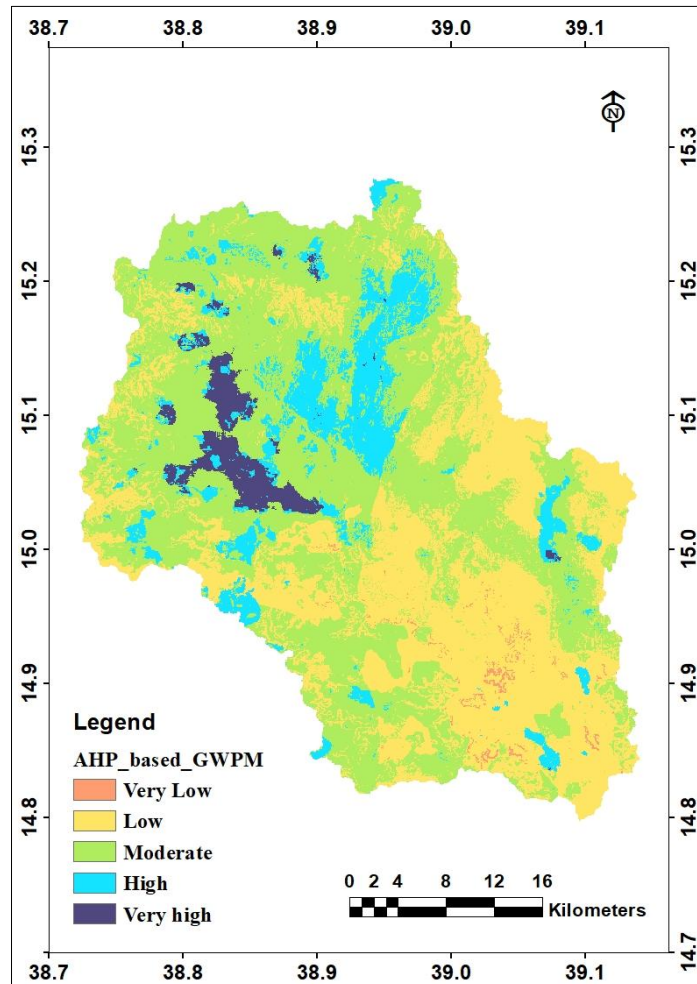 38.7 38.8 38.9 39.0 39.1
N
15.3 15.3
15.2 15.2
15.1 15.1
15.0 15.0
14.9 14.9
Legend
AHP_based_GWPM
Very Low
Low
14.8 14.8
Moderate
High
0 2 4 8 12 16
Kilometers
Very high
14.7
38.7 38.8 38.9 39.0 39.1